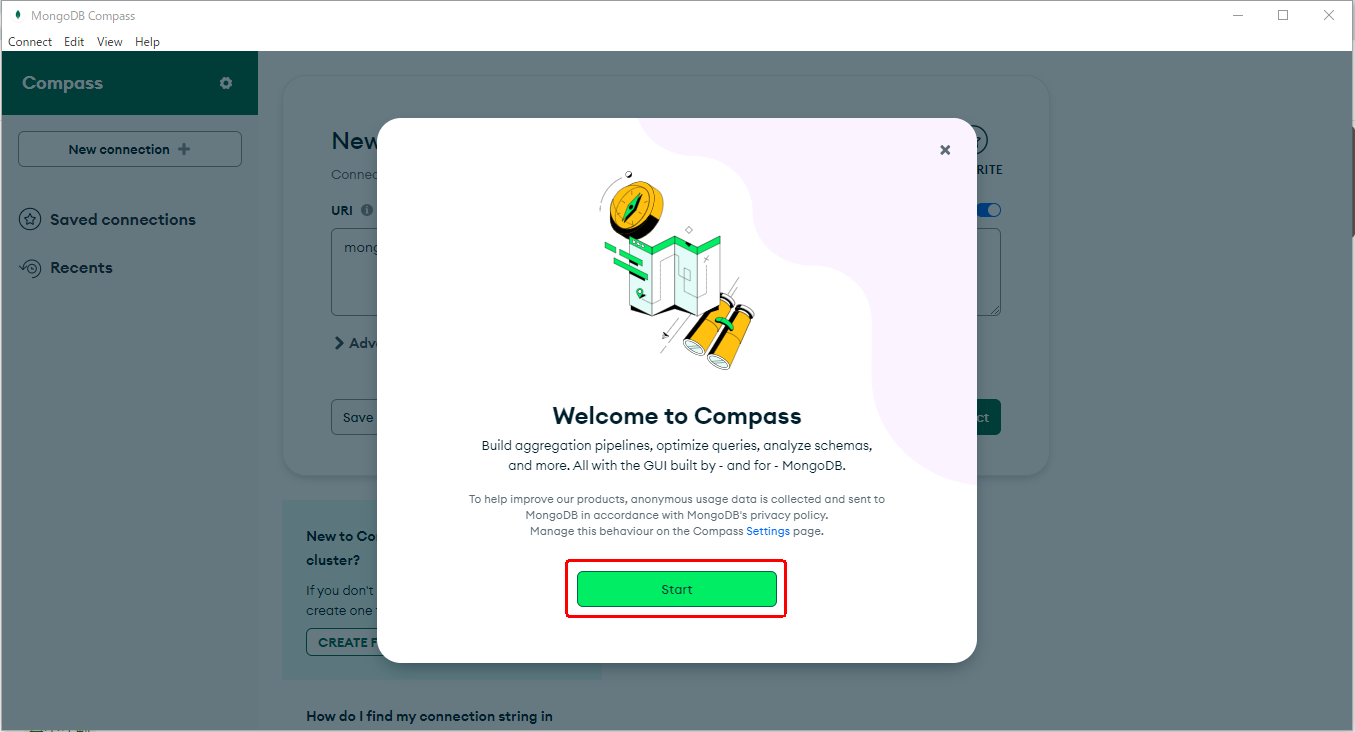 MongoDB Compass
Connect Edit View Help
Compass
New connection
Saved connections
Recents
New
Connec
RITE
URI
mong
Adv
Save
ct
Welcome to Compass
Build aggregation pipelines, optimize queries, analyze schemas,
and more. All with the GUI built by - and for - MongoDB.
To help improve our products, anonymous usage data is collected and sent to
MongoDB in accordance with MongoDB's privacy policy.
Manage this behaviour on the Compass Settings page.
Start
New to Co
cluster?
If you don't
create one
CREATE F
How do I find my connection string in